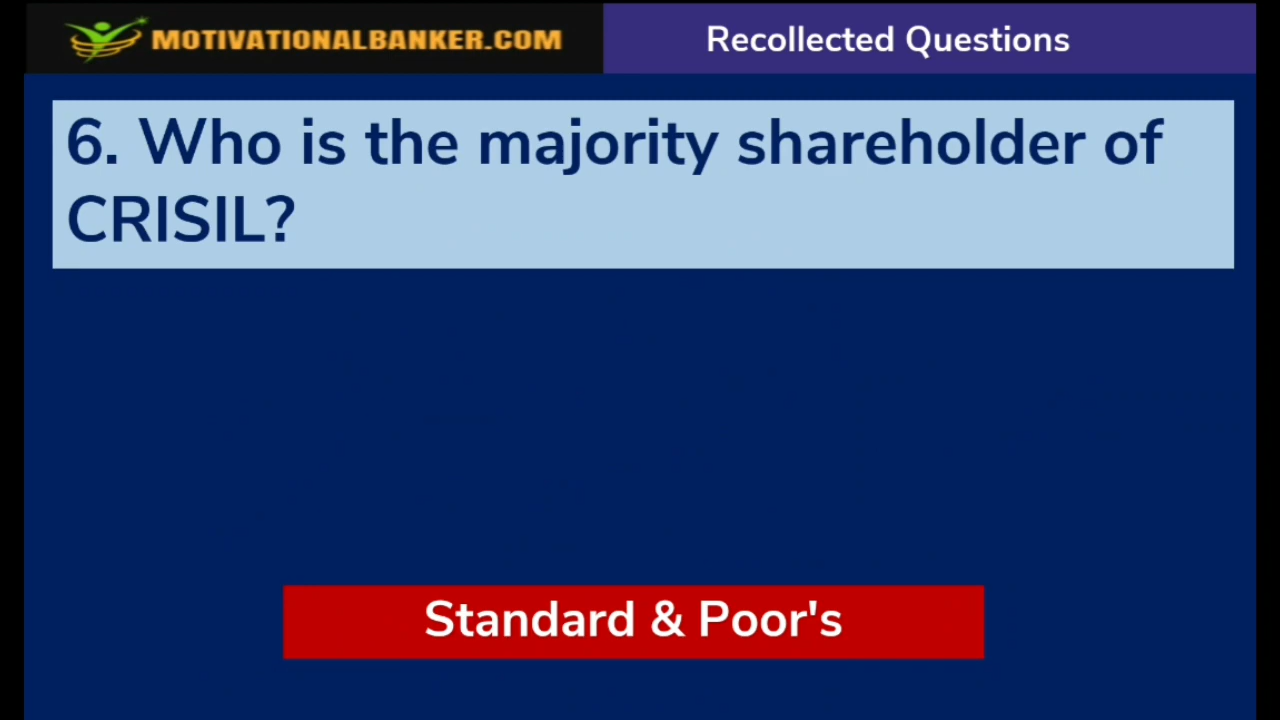 MOTIVATIONALBANKER.COM
Recollected Questions
6. Who is the majority shareholder of
CRISIL?
Standard & Poor's